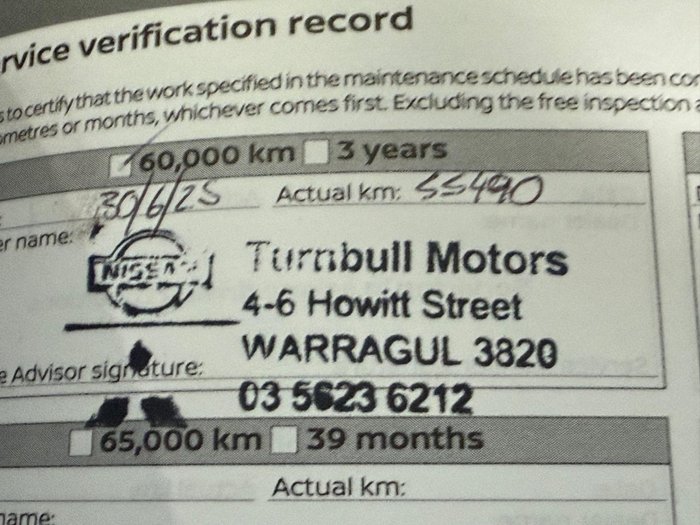 rvice verification record
s to certify that the work specified in the maintenance schedule has been con
ometres or months, whichever comes first. Excluding the free inspection a
60,000 km 3 years
30/6/25 Actual km: 55490
er name:
NISSAN Turnbull Motors
4-6 Howitt Street
WARRAGUL 3820
e Advisor signature:
03 5623 6212
65,000 km 39 months
Actual km:
name: